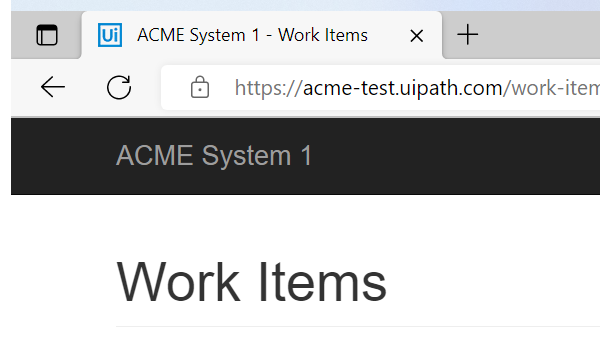 Ui ACME System 1 - Work Items
https://acme-test.uipath.com/work-item
ACME System 1
Work Items